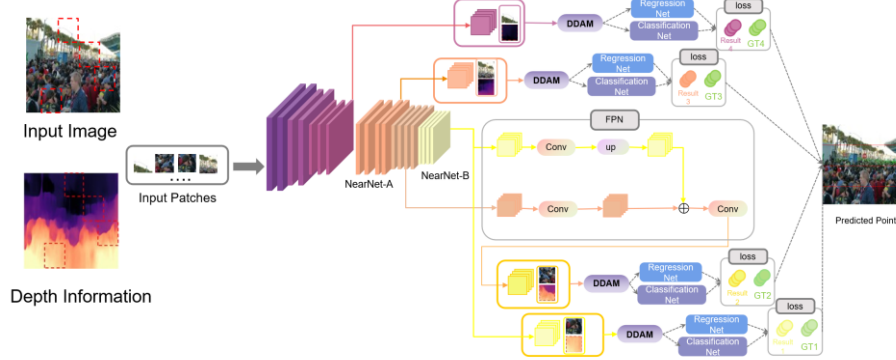 Input Image
Depth Information
....
Input Patches
NearNet-A
NearNet-B
DDAM
Regression
Net
Classification
Net
loss
Result
4
GT4
DDAM
Regression
Net
Classification
Net
loss
Result
3
GT3
FPN
Conv
up
Conv
Conv
DDAM
Regression
Net
Classification
Net
loss
Result
2
GT2
DDAM
Regression
Net
Classification
Net
loss
GT1
Predicted Point